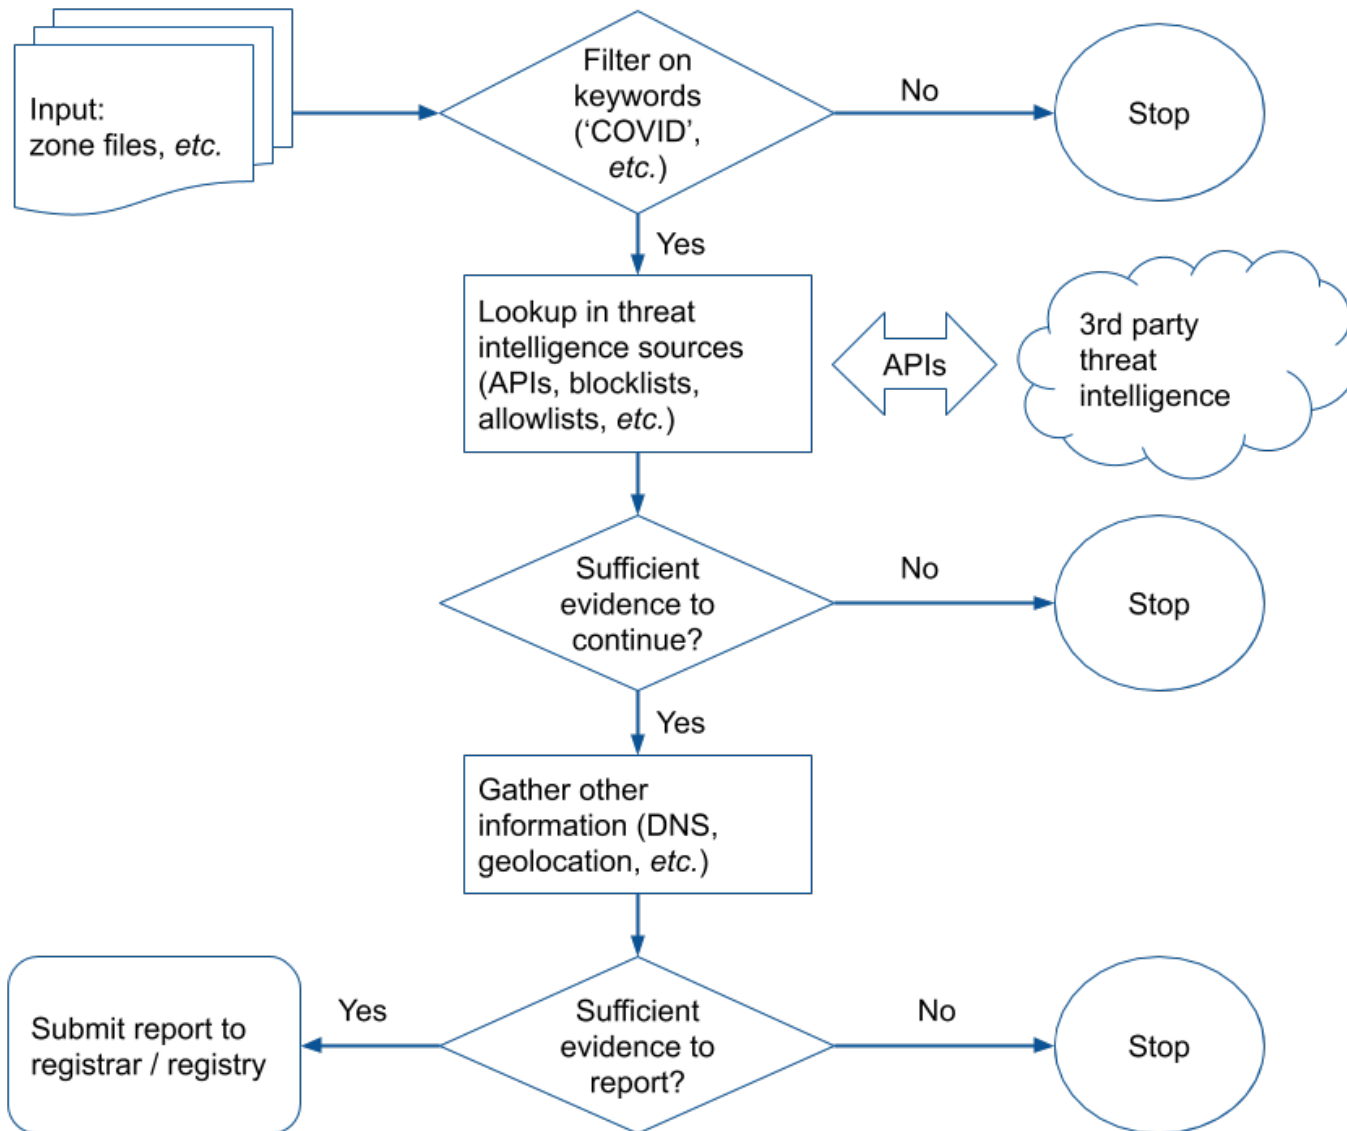 Input:
zone files, etc.
Filter on
keywords
(‘COVID’,
etc.)
No
Stop
Yes
Lookup in threat
intelligence sources
(APIs, blocklists,
allowlists, etc.)
APIs
3rd party
threat
intelligence
Sufficient
evidence to
continue?
No
Stop
Yes
Gather other
information (DNS,
geolocation, etc.)
Submit report to
registrar / registry
Yes
Sufficient
evidence to
report?
No
Stop